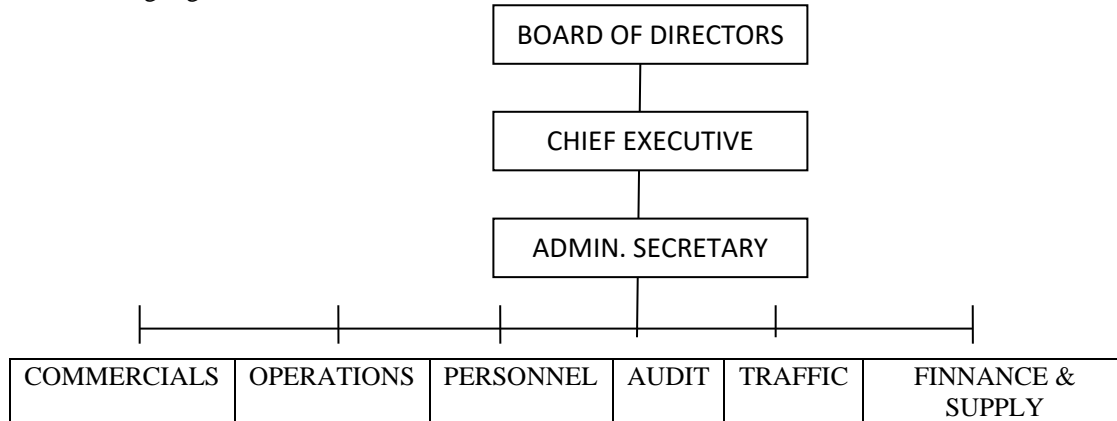 BOARD OF DIRECTORS
CHIEF EXECUTIVE
ADMIN. SECRETARY
COMMERCIALS OPERATIONS PERSONNEL AUDIT TRAFFIC FINNANCE &
SUPPLY